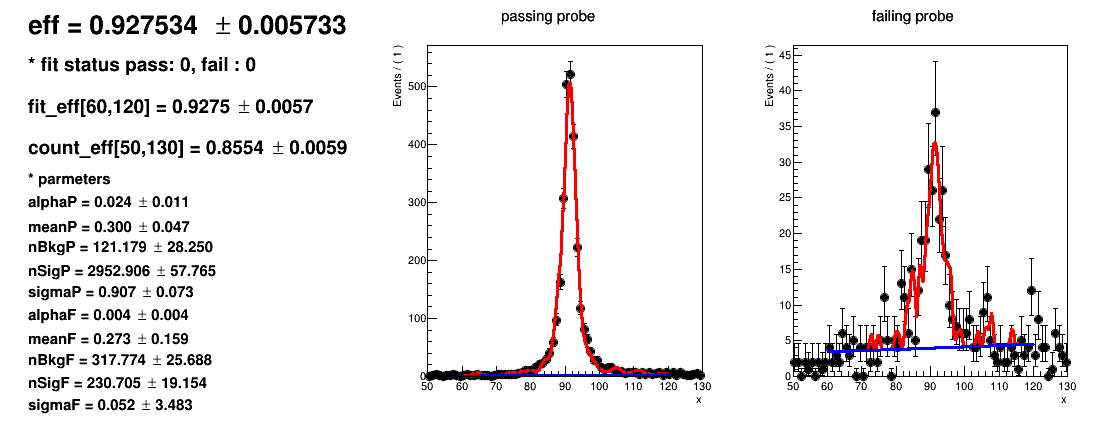 eff = 0.927534 ± 0.005733
* fit status pass: 0, fail : 0
fit_eff[60,120] = 0.9275 ± 0.0057
count_eff[50,130] = 0.8554 ± 0.0059
* parmeters
alphaP = 0.024 ± 0.011
meanP = 0.300 ± 0.047
nBkgP = 121.179 ± 28.250
nSigP = 2952.906 ± 57.765
sigmaP = 0.907 ± 0.073
alphaF = 0.004 ± 0.004
meanF = 0.273 ± 0.159
nBkgF = 317.774 ± 25.688
nSigF = 230.705 ± 19.154
sigmaF = 0.052 ± 3.483
passing probe
Events / ( 1 )
500
400
300
200
100
0
50 60 70 80 90 100 110 120 130
x
failing probe
Events / ( 1 )
45
40
35
30
25
20
15
10
5
0
50 60 70 80 90 100 110 120 130
x